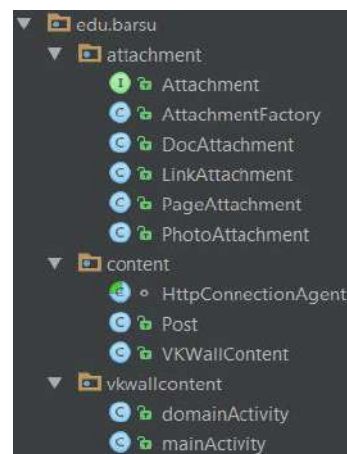 edu.barsu
attachment
Attachment
AttachmentFactory
DocAttachment
LinkAttachment
PageAttachment
PhotoAttachment
content
HttpConnectionAgent
Post
VKWallContent
vkwallcontent
domainActivity
mainActivity